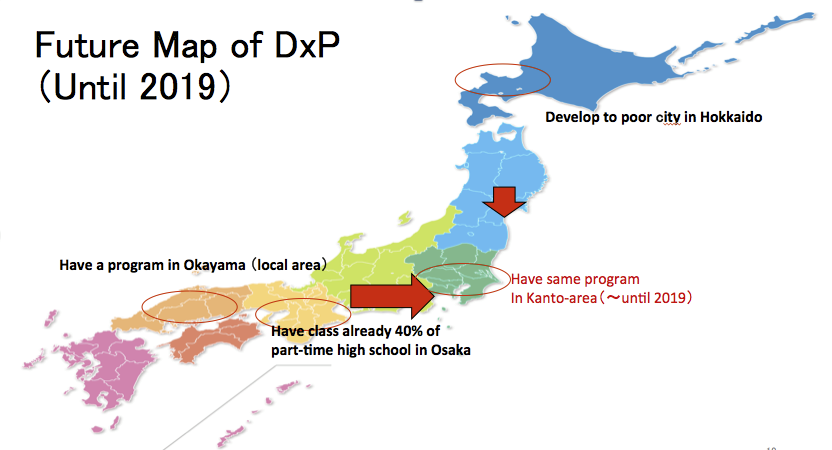 Future Map of DxP
（Until 2019）
Develop to poor city in Hokkaido
Have a program in Okayama（local area）
Have same program
In Kanto-area（～until 2019）
Have class already 40% of
part-time high school in Osaka